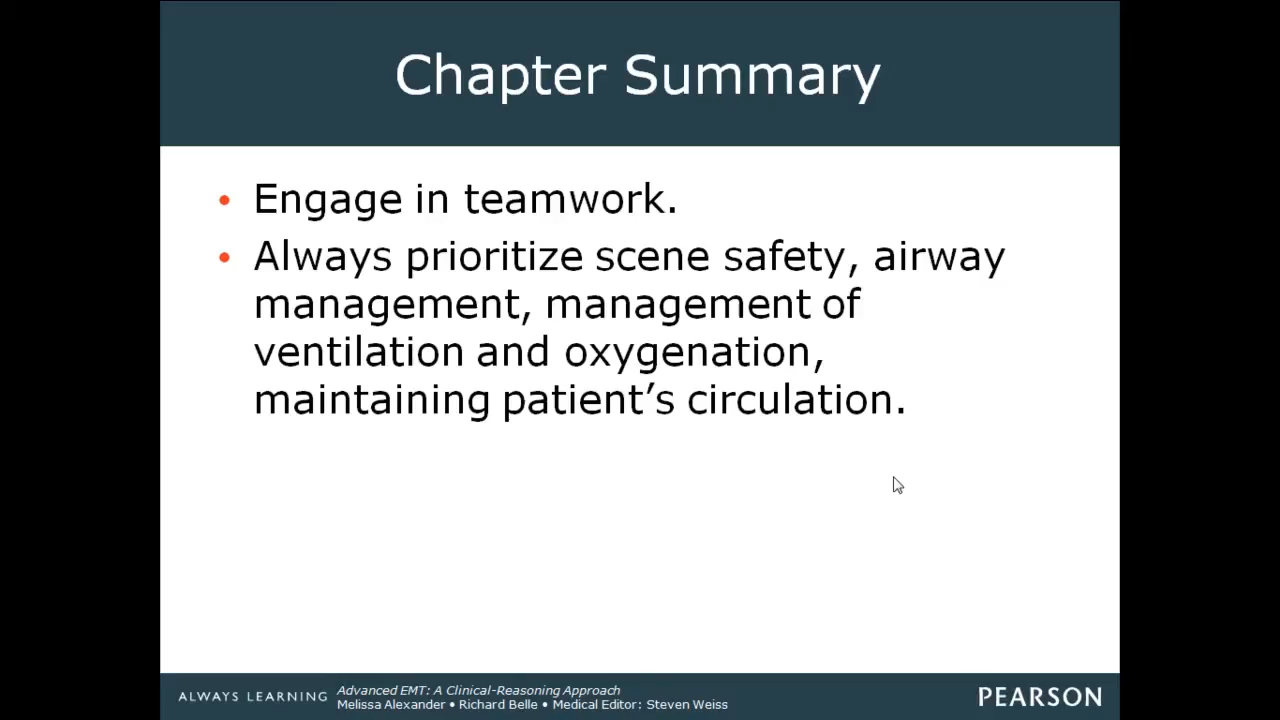 Chapter Summary
• Engage in teamwork.
• Always prioritize scene safety, airway
management, management of
ventilation and oxygenation,
maintaining patient’s circulation.
ALWAYS LEARNING
Advanced EMT: A Clinical-Reasoning Approach
Melissa Alexander • Richard Belle • Medical Editor: Steven Weiss
PEARSON